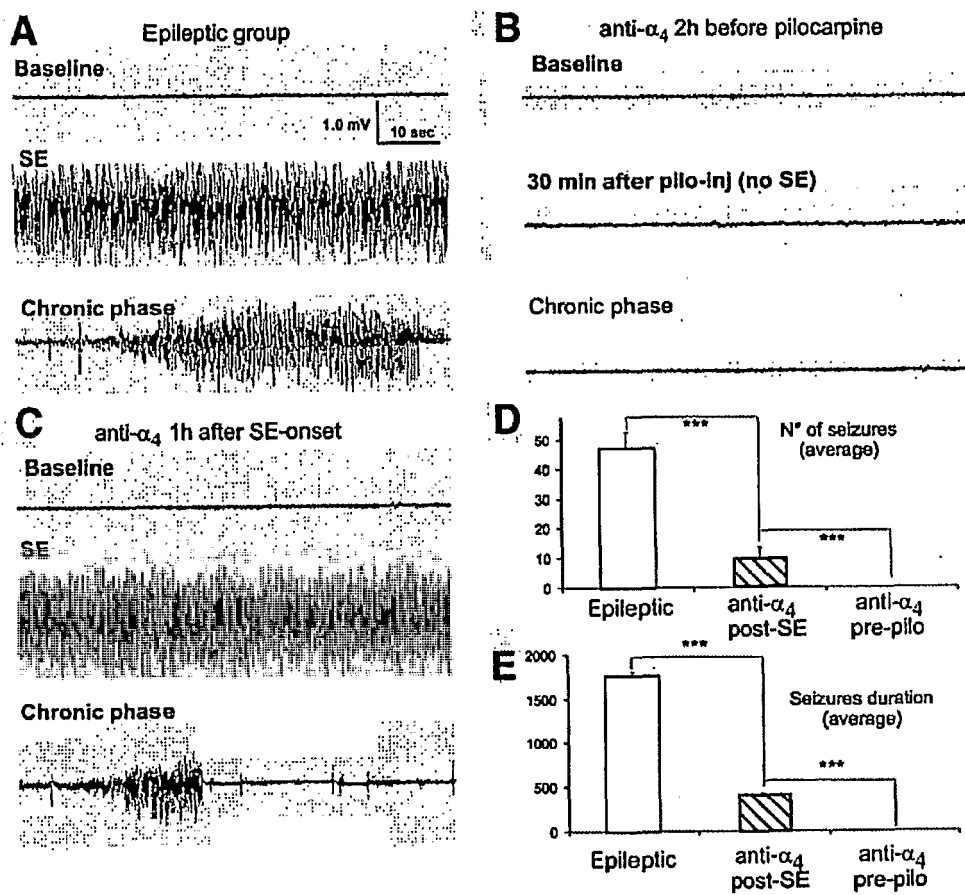 A
Epileptic group
Baseline
1.0 mV
10 sec
SE
Chronic phase
B
anti-α₄ 2h before pilocarpine
Baseline
30 min after pilo-inj (no SE)
Chronic phase
C
anti-α₄ 1h after SE-onset
Baseline
SE
Chronic phase
D
N° of seizures
(average)
***
***
50
40
30
20
10
0
Epileptic
anti-α₄
post-SE
anti-α₄
pre-pilo
E
Seizures duration
(average)
***
***
2000
1500
1000
500
0
Epileptic
anti-α₄
post-SE
anti-α₄
pre-pilo